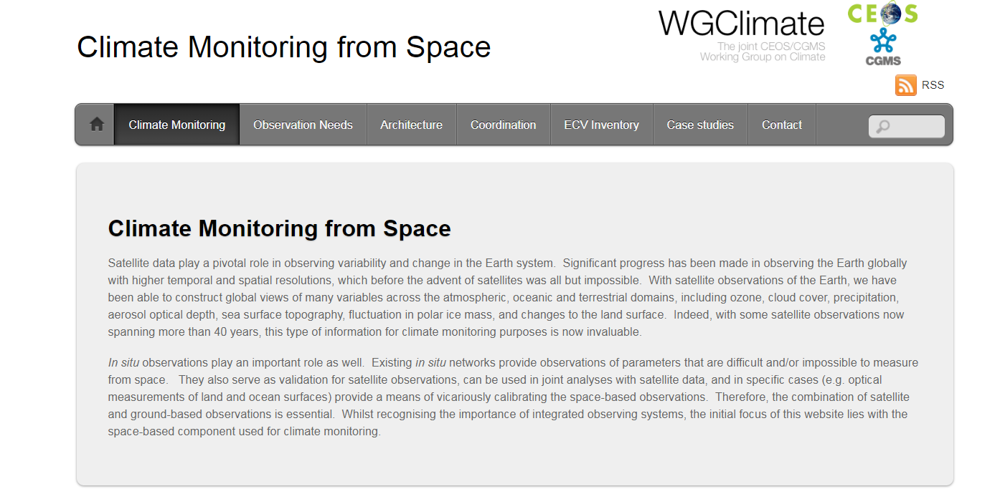 Climate Monitoring from Space
WGClimate
The joint CEOS/CGMS
Working Group on Climate
CEOS
CGMS
RSS
Climate Monitoring
Observation Needs
Architecture
Coordination
ECV Inventory
Case studies
Contact
Climate Monitoring from Space
Satellite data play a pivotal role in observing variability and change in the Earth system.  Significant progress has been made in observing the Earth globally
with higher temporal and spatial resolutions, which before the advent of satellites was all but impossible.  With satellite observations of the Earth, we have
been able to construct global views of many variables across the atmospheric, oceanic and terrestrial domains, including ozone, cloud cover, precipitation,
aerosol optical depth, sea surface topography, fluctuation in polar ice mass, and changes to the land surface.  Indeed, with some satellite observations now
spanning more than 40 years, this type of information for climate monitoring purposes is now invaluable.
In situ observations play an important role as well.  Existing in situ networks provide observations of parameters that are difficult and/or impossible to measure
from space.   They also serve as validation for satellite observations, can be used in joint analyses with satellite data, and in specific cases (e.g. optical
measurements of land and ocean surfaces) provide a means of vicariously calibrating the space-based observations.  Therefore, the combination of satellite
and ground-based observations is essential.  Whilst recognising the importance of integrated observing systems, the initial focus of this website lies with the
space-based component used for climate monitoring.